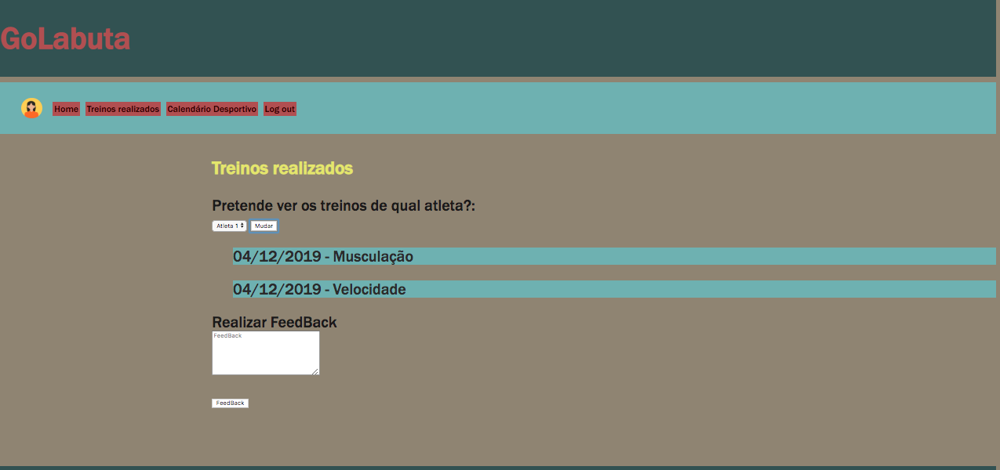 GoLabuta
Home Treinos realizados Calendário Desportivo Log out
Treinos realizados
Pretende ver os treinos de qual atleta?:
Atleta 1 Mudar
04/12/2019 - Musculação
04/12/2019 - Velocidade
Realizar FeedBack
FeedBack
FeedBack